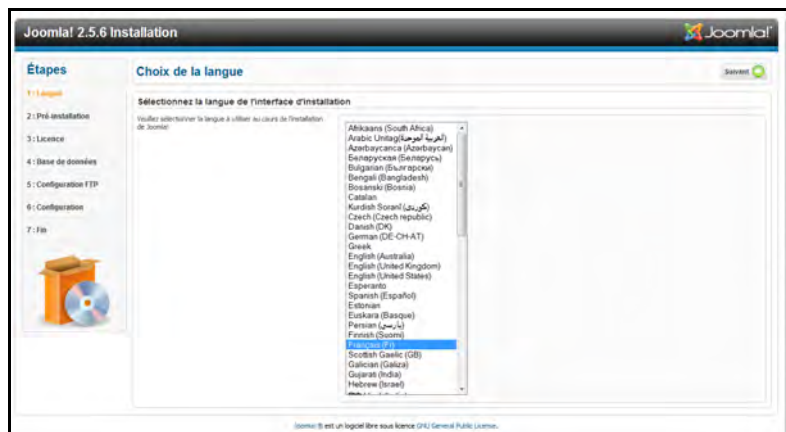 Joomla! 2.5.6 Installation
Joomla!
Étapes
1 : Langue
2 : Pré-installation
3 : Licence
4 : Base de données
5 : Configuration FTP
6 : Configuration
7 : Fin
Choix de la langue
Suivant
Sélectionnez la langue de l'interface d'installation
Veuillez sélectionner la langue à utiliser au cours de l'installation
de Joomla!
Afrikaans (South Africa)
Arabic Unitag
Azərbaycanca (Azərbaycan)
Беларуская (Беларусь)
Bulgarian (Български)
Bengali (Bangladesh)
Bosanski (Bosnia)
Catalan
Kurdish Soranî (كوردى)
Czech (Czech republic)
Danish (DK)
German (DE-CH-AT)
Greek
English (Australia)
English (United Kingdom)
English (United States)
Esperanto
Spanish (Español)
Estonian
Euskara (Basque)
Persian (پارسی)
Finnish (Suomi)
Français (Fr)
Scottish Gaelic (GB)
Galician (Galiza)
Gujarati (India)
Hebrew (Israel)
Joomla! ® est un logiciel libre sous licence GNU General Public License.